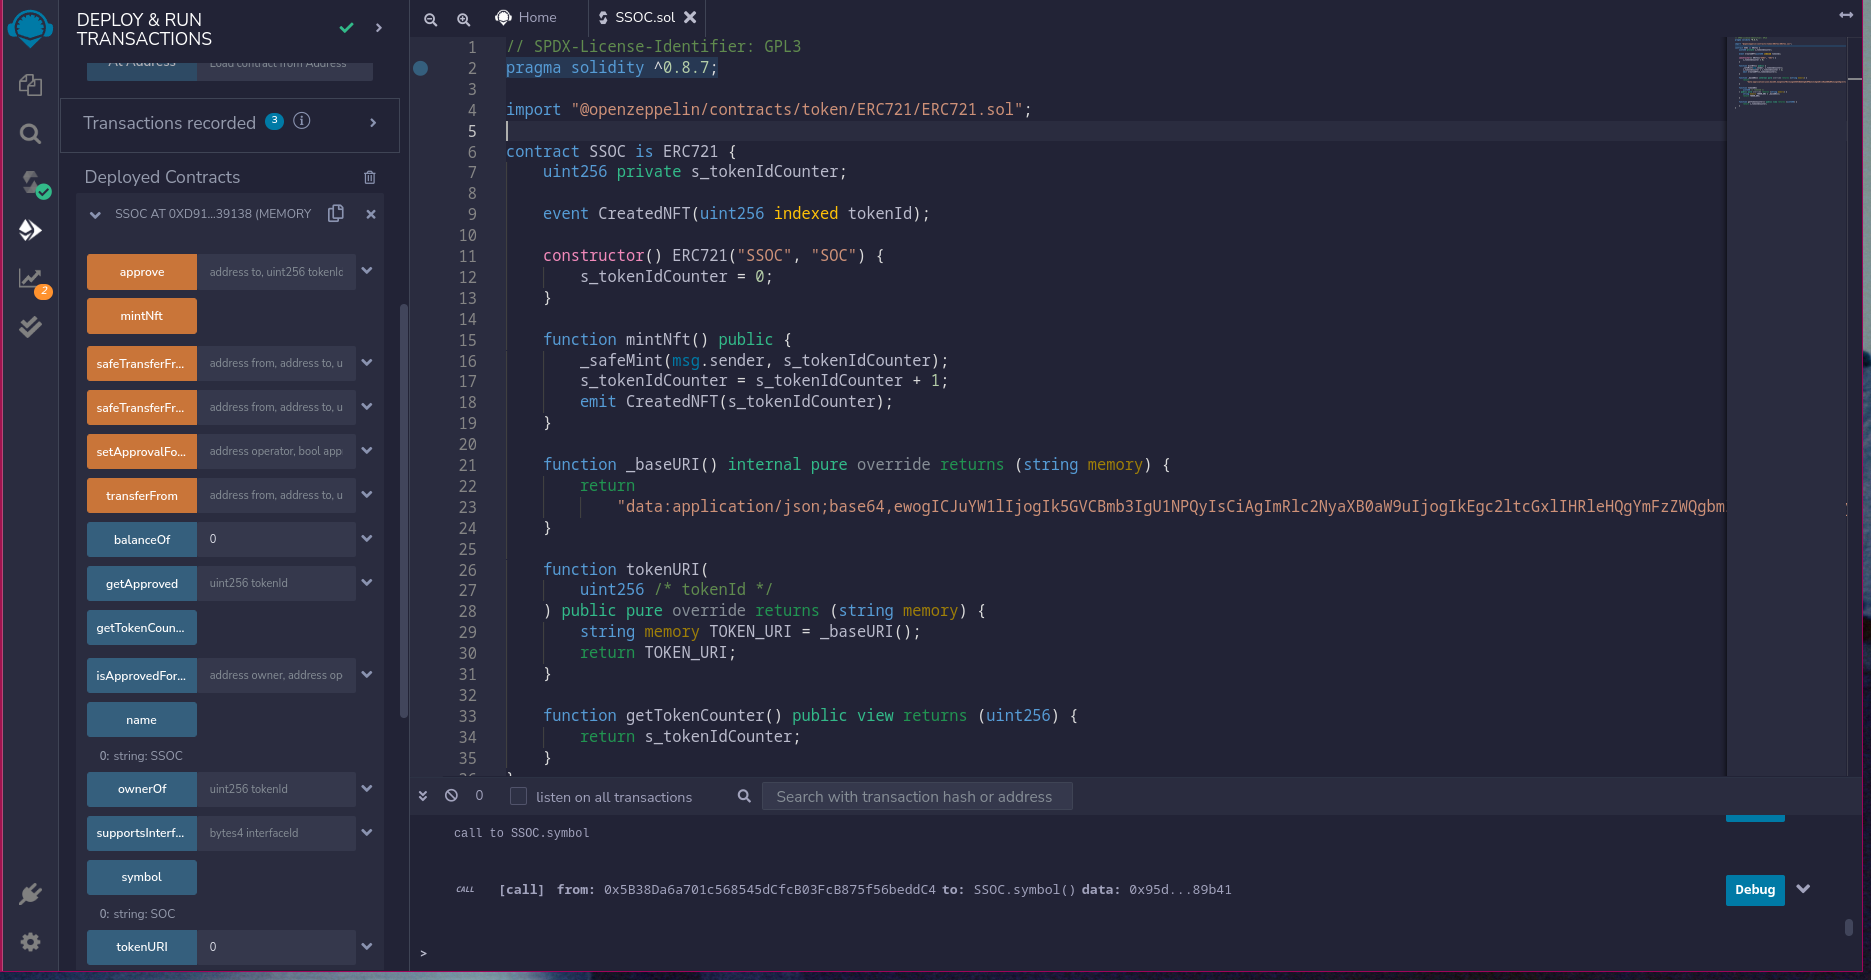 DEPLOY & RUN
TRANSACTIONS
At Address
Load contract from Address
Transactions recorded 3 i
Deployed Contracts
SSOC AT 0XD91...39138 (MEMORY
approve address to, uint256 tokenIc
mintNft
safeTransferFr... address from, address to, u
safeTransferFr... address from, address to, u
setApprovalFo... address operator, bool app
transferFrom address from, address to, u
balanceOf 0
getApproved uint256 tokenId
getTokenCoun...
isApprovedFor... address owner, address op
name
0: string: SSOC
ownerOf uint256 tokenId
supportsInterf... bytes4 interfaceId
symbol
0: string: SOC
tokenURI 0
2
Home
SSOC.sol
1 // SPDX-License-Identifier: GPL3
2 pragma solidity ^0.8.7;
3
4 import "@openzeppelin/contracts/token/ERC721/ERC721.sol";
5
6 contract SSOC is ERC721 {
7 uint256 private s_tokenIdCounter;
8
9 event CreatedNFT(uint256 indexed tokenId);
10
11 constructor() ERC721("SSOC", "SOC") {
12 s_tokenIdCounter = 0;
13 }
14
15 function mintNft() public {
16 _safeMint(msg.sender, s_tokenIdCounter);
17 s_tokenIdCounter = s_tokenIdCounter + 1;
18 emit CreatedNFT(s_tokenIdCounter);
19 }
20
21 function _baseURI() internal pure override returns (string memory) {
22 return
23 "data:application/json;base64,ewogICJuYW1lIjogIk5GVCBmb3IgU1NPQyIsCiAgImRlc2NyaXB0aW9uIjogIkEgc2ltcGxlIHRleHQgYmFzZWQgbm
24 }
25
26 function tokenURI(
27 uint256 /* tokenId */
28 ) public pure override returns (string memory) {
29 string memory TOKEN_URI = _baseURI();
30 return TOKEN_URI;
31 }
32
33 function getTokenCounter() public view returns (uint256) {
34 return s_tokenIdCounter;
35 }
36 }
0 listen on all transactions Search with transaction hash or address
call to SSOC.symbol
CALL [call] from: 0x5B38Da6a701c568545dCfcB03FcB875f56beddC4 to: SSOC.symbol() data: 0x95d...89b41
Debug
>